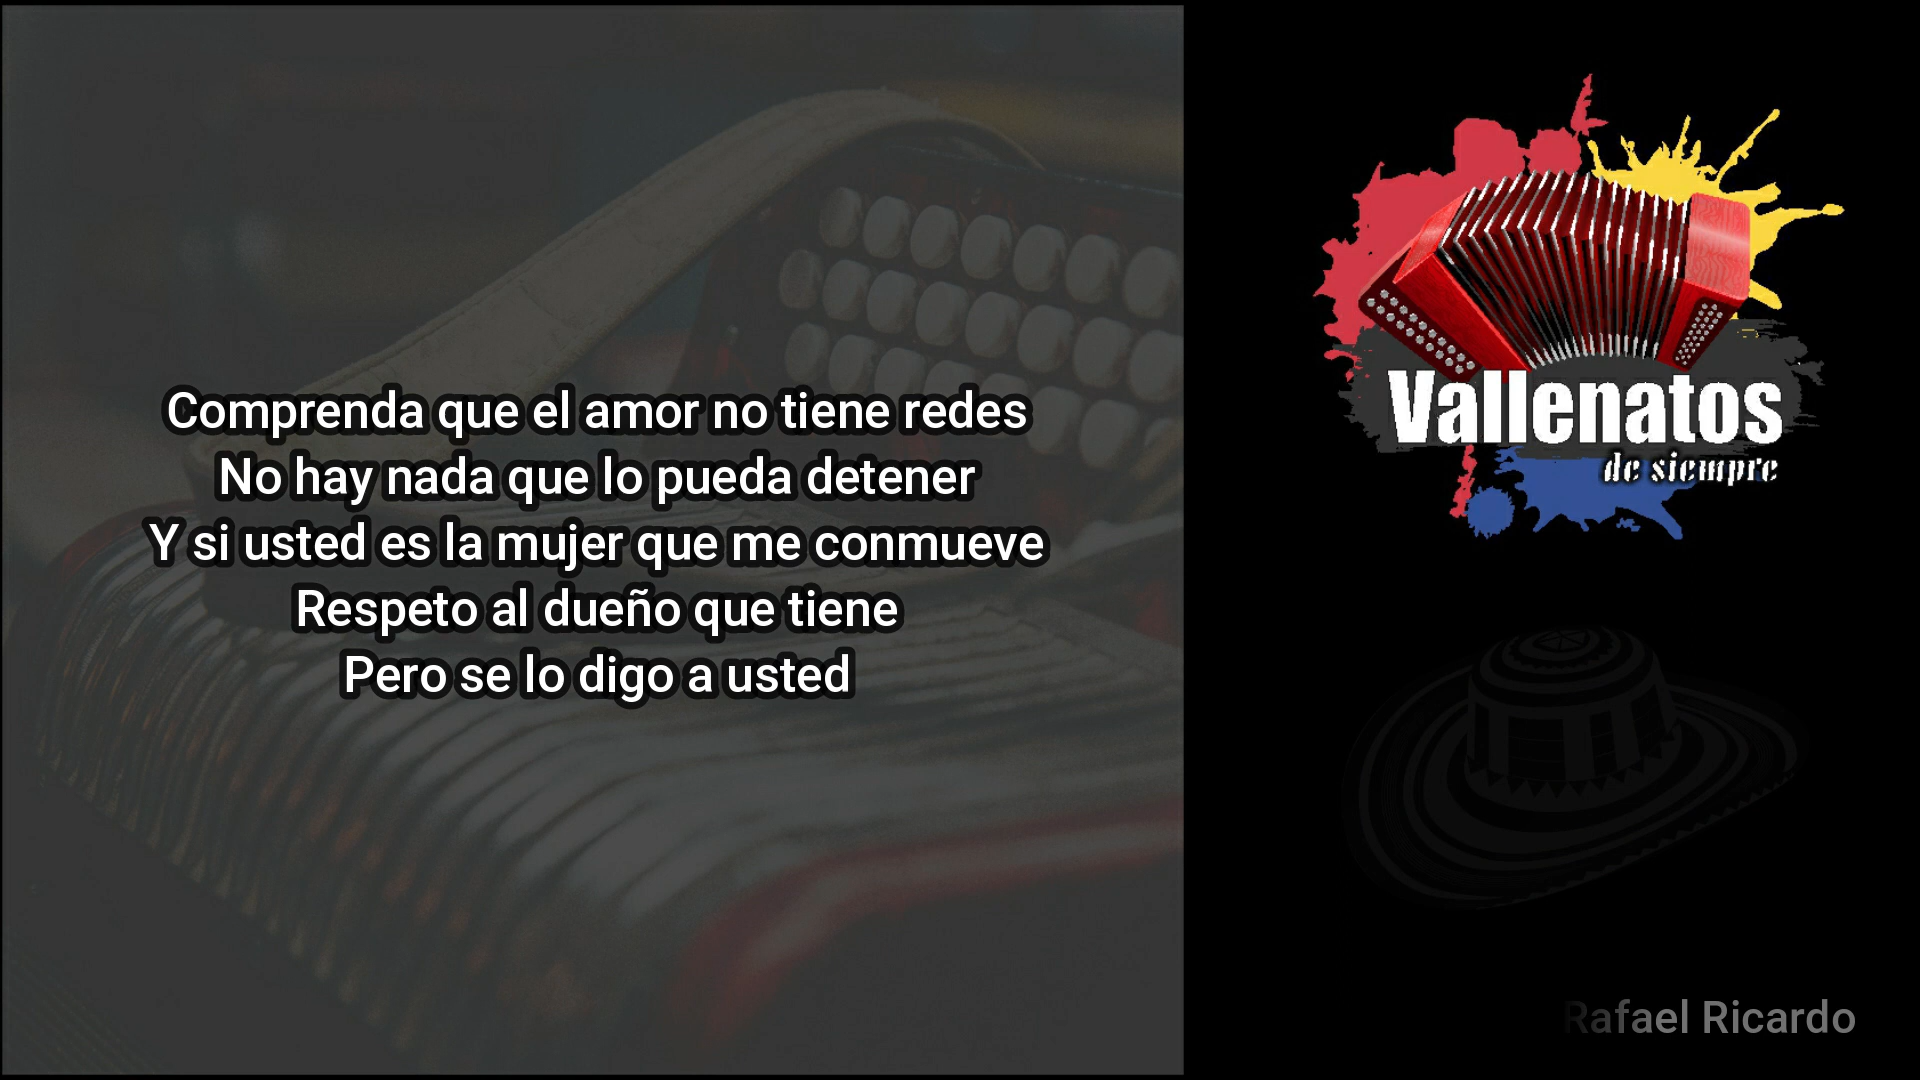 Comprenda que el amor no tiene redes
No hay nada que lo pueda detener
Y si usted es la mujer que me conmueve
Respeto al dueño que tiene
Pero se lo digo a usted
Vallenatos
de siempre
Rafael Ricardo